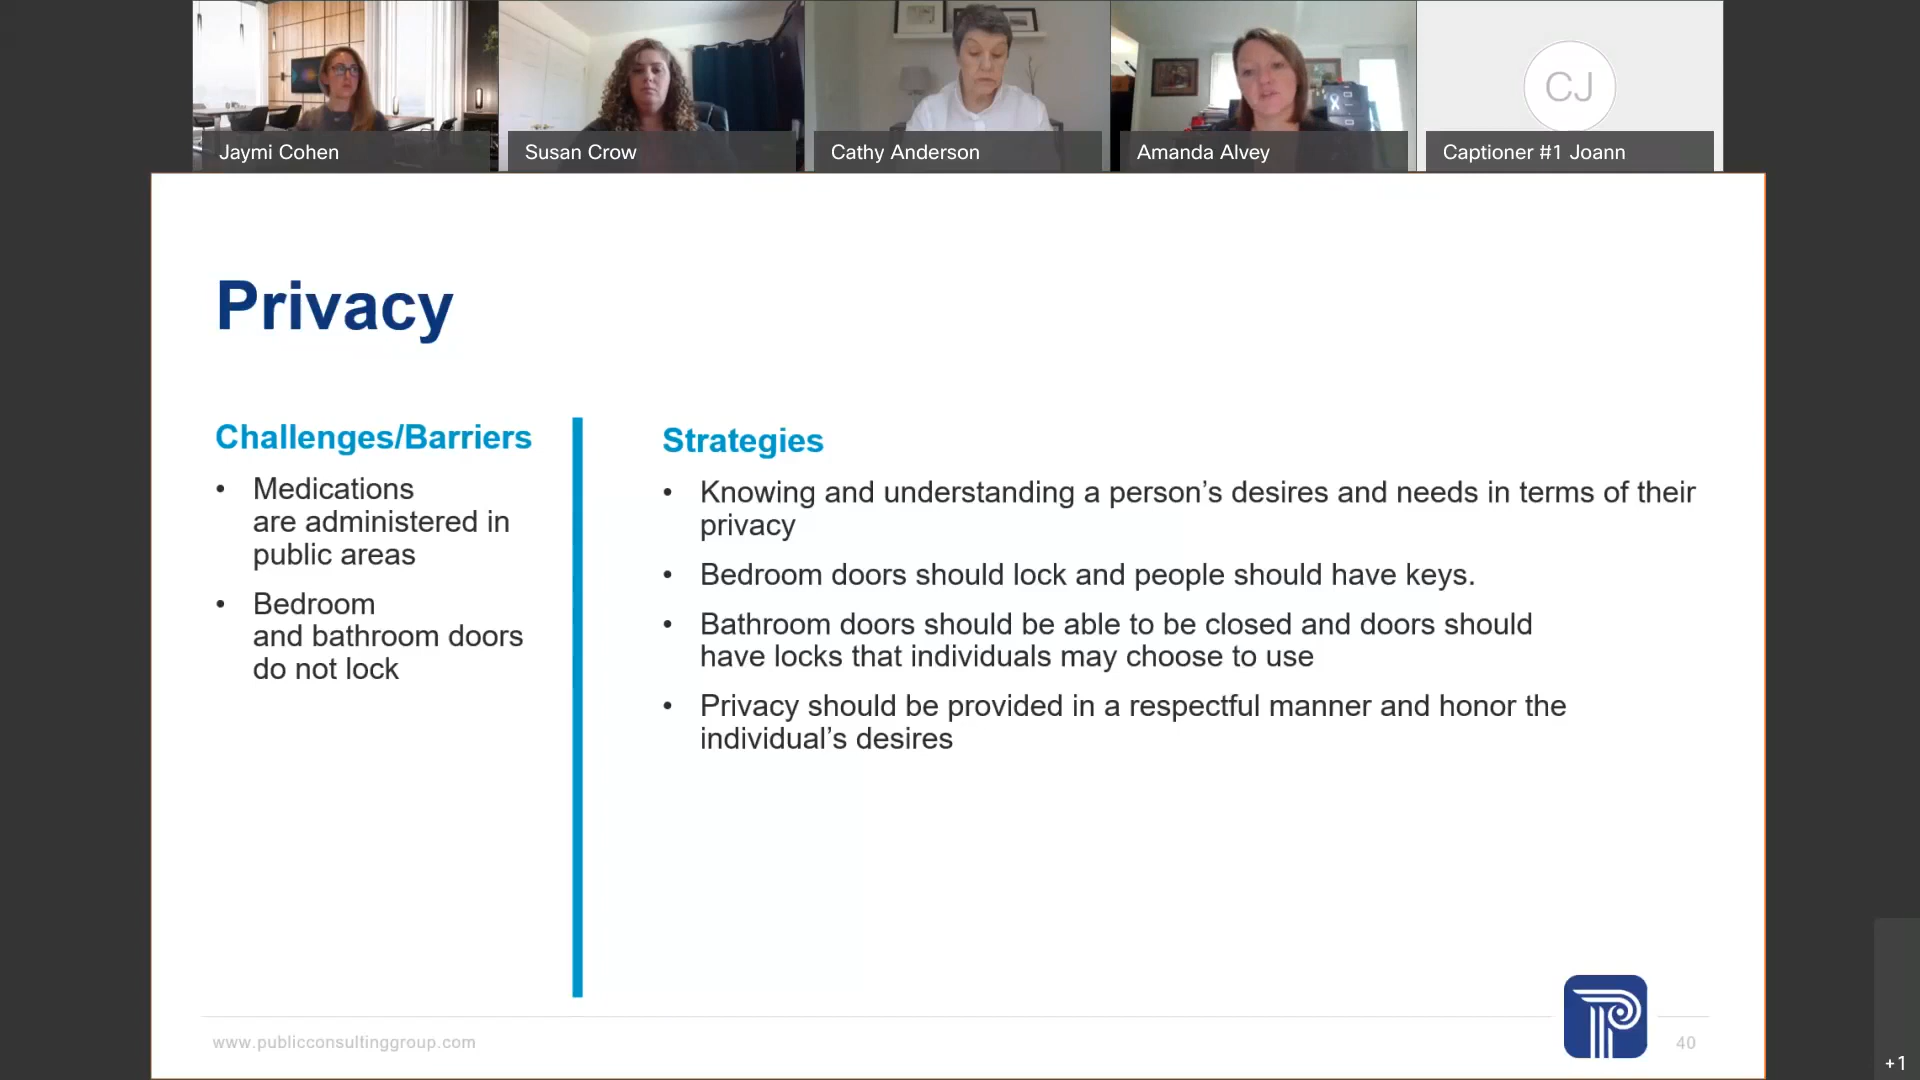 Jaymi Cohen
Susan Crow
Cathy Anderson
Amanda Alvey
CJ
Captioner #1 Joann
Privacy
Challenges/Barriers
• Medications
are administered in
public areas
• Bedroom
and bathroom doors
do not lock
Strategies
• Knowing and understanding a person’s desires and needs in terms of their
privacy
• Bedroom doors should lock and people should have keys.
• Bathroom doors should be able to be closed and doors should
have locks that individuals may choose to use
• Privacy should be provided in a respectful manner and honor the
individual’s desires
www.publicconsultinggroup.com
40
+1